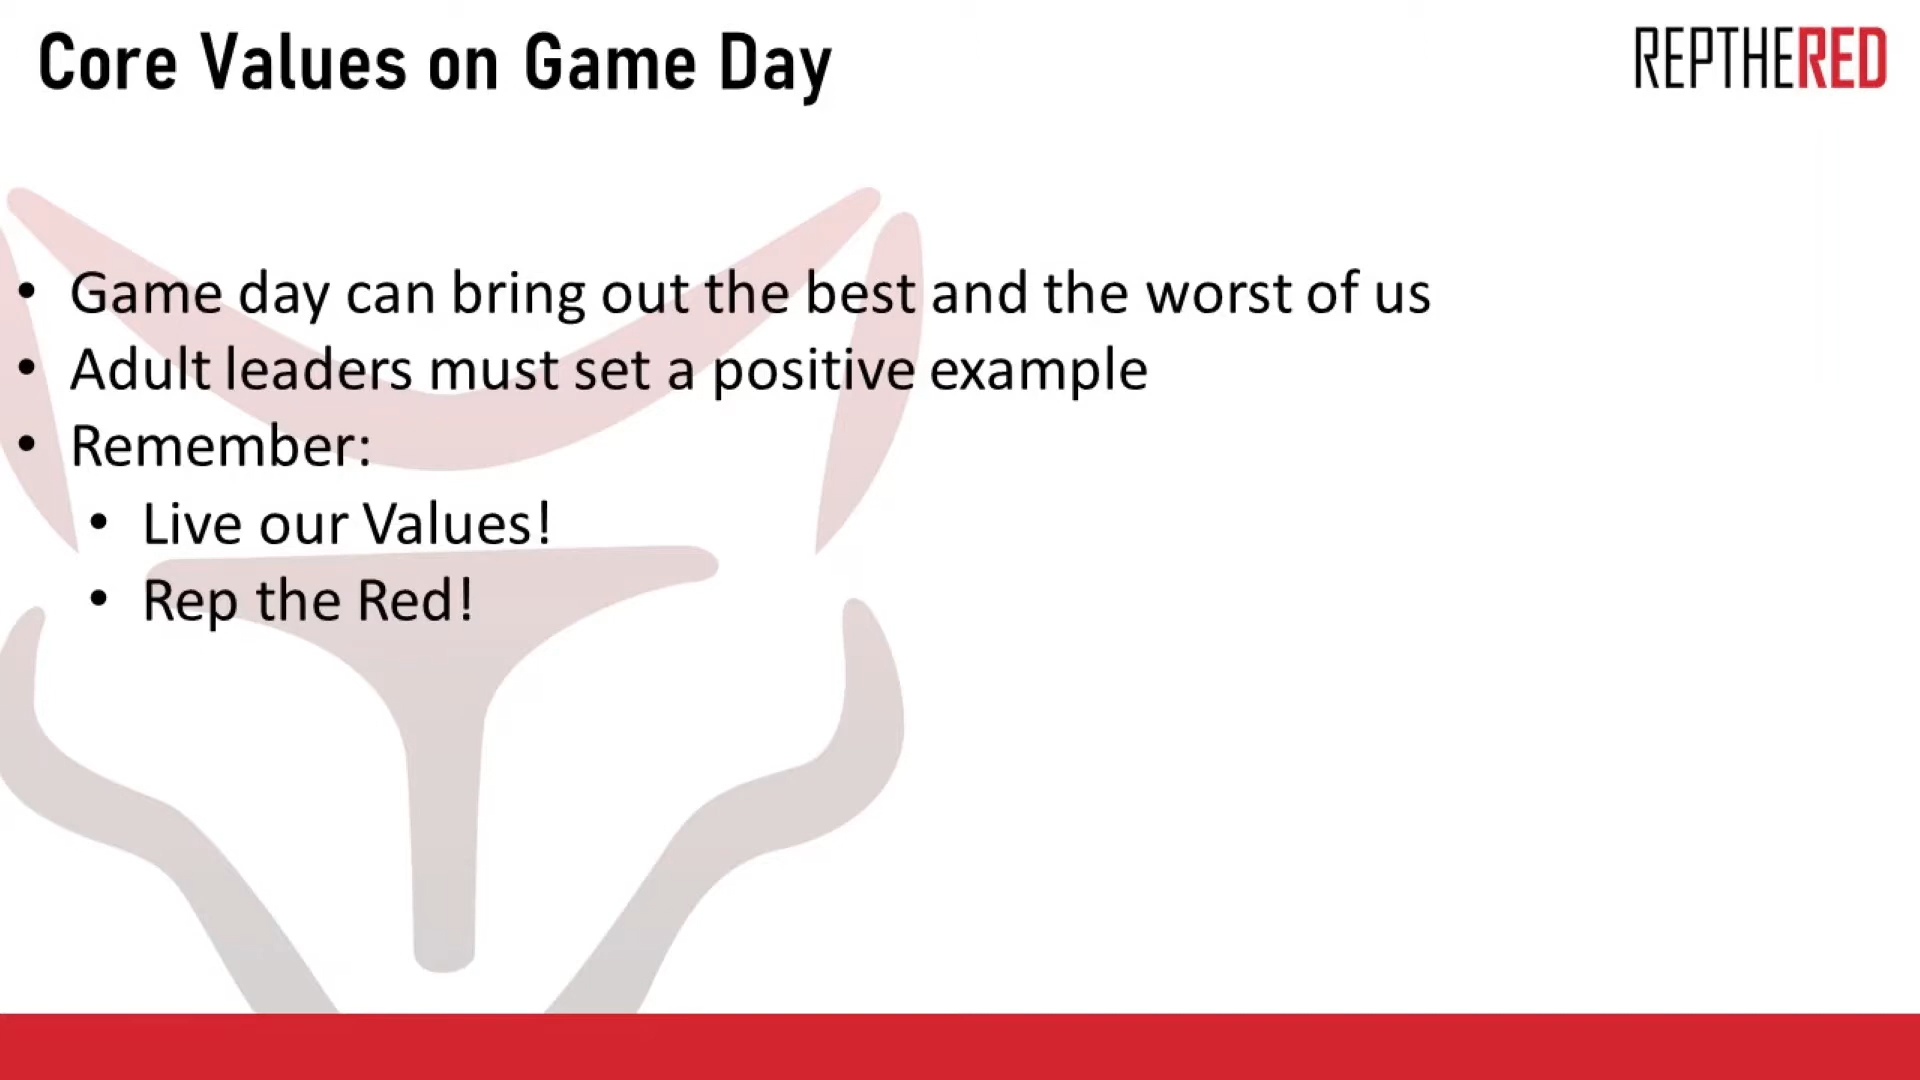 Core Values on Game Day
REPTHERED
• Game day can bring out the best and the worst of us
• Adult leaders must set a positive example
• Remember:
• Live our Values!
• Rep the Red!